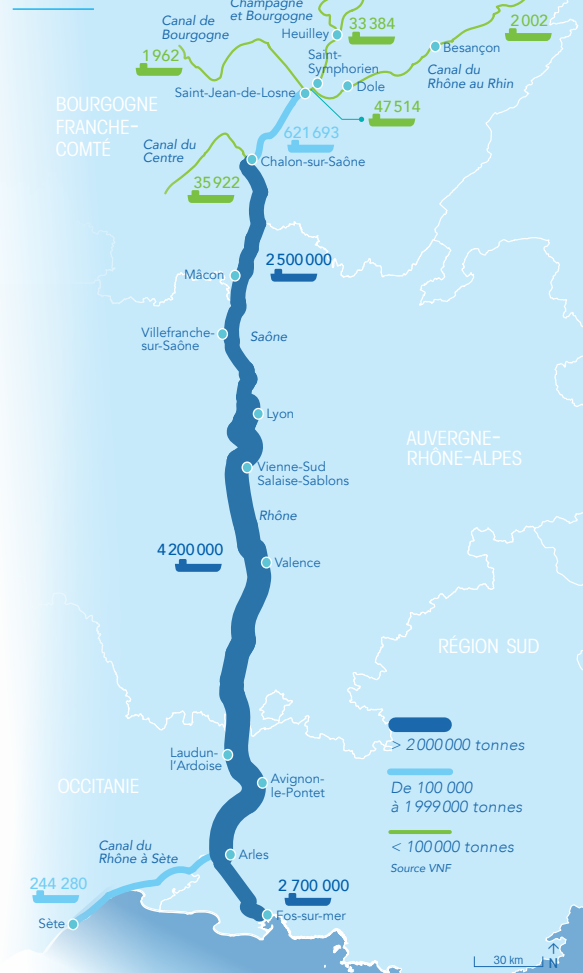 Champagne
et Bourgogne
Canal de
Bourgogne
33 384
2 002
Heuilley
Besançon
1 962
Saint-
Symphorien
Dole
Canal du
Rhône au Rhin
Saint-Jean-de-Losne
47 514
BOURGOGNE
FRANCHE-
COMTÉ
621 693
Canal du
Centre
Chalon-sur-Saône
35 922
2 500 000
Mâcon
Villefranche-
sur-Saône
Saône
Lyon
AUVERGNE-
RHÔNE-ALPES
Vienne-Sud
Salaise-Sablons
Rhône
4 200 000
Valence
RÉGION SUD
> 2 000 000 tonnes
Laudun-
l'Ardoise
Avignon-
le-Pontet
OCCITANIE
De 100 000
à 1 999 000 tonnes
< 100 000 tonnes
Source VNF
Canal du
Rhône à Sète
Arles
244 280
2 700 000
Sète
Fos-sur-mer
30 km
N